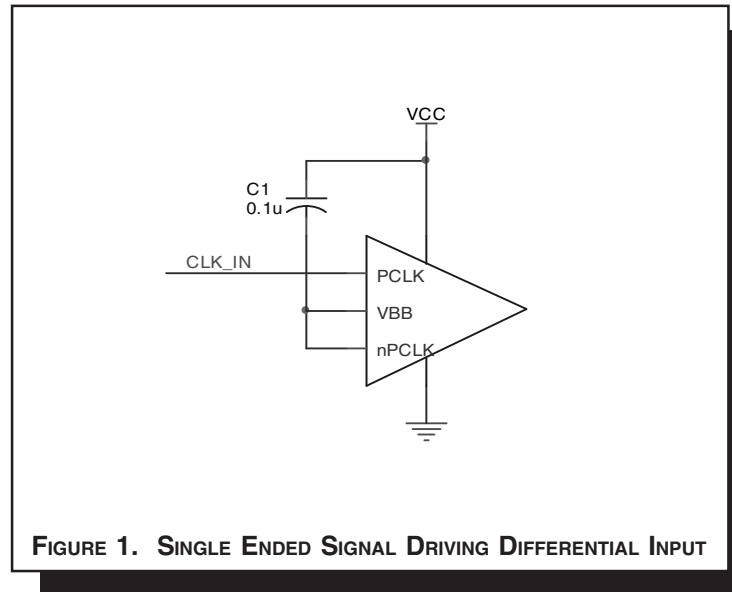 VCC
C1
0.1u
CLK_IN
PCLK
VBB
nPCLK
FIGURE 1. SINGLE ENDED SIGNAL DRIVING DIFFERENTIAL INPUT